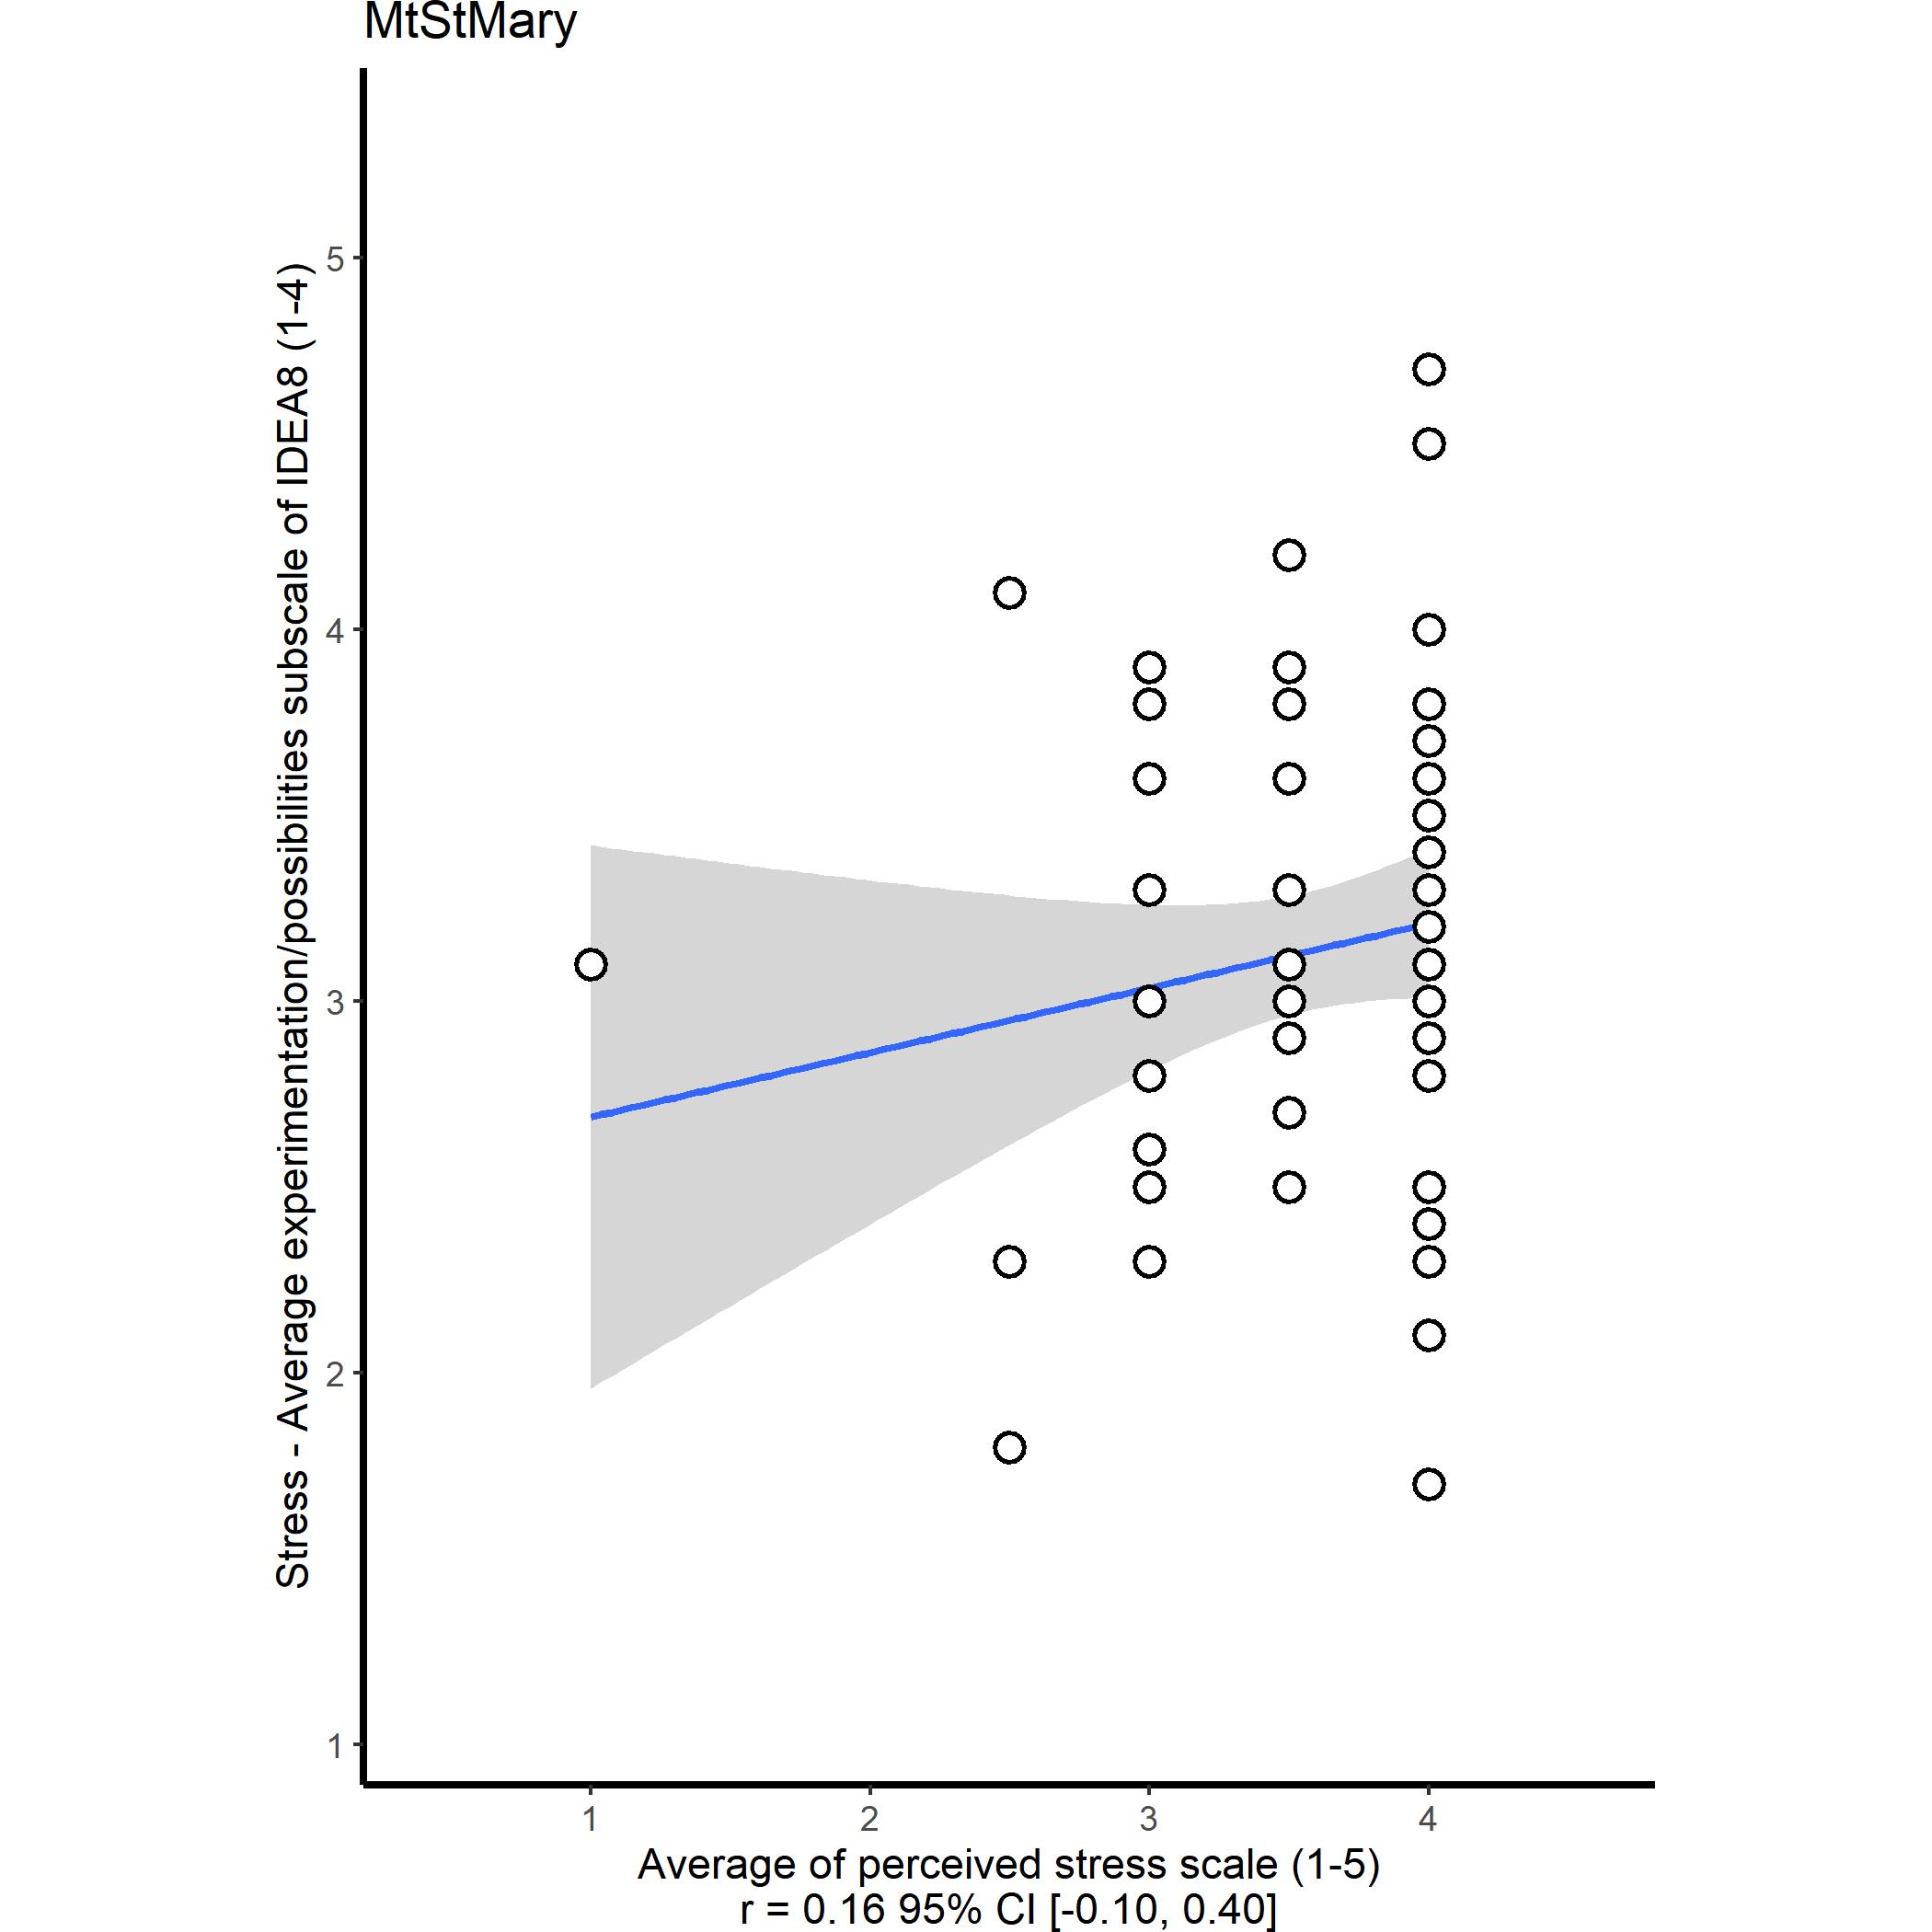 MtStMary
Stress - Average experimentation/possibilities subscale of IDEA8 (1-4)
5
4
3
2
1
1 2 3 4
Average of perceived stress scale (1-5)
r = 0.16 95% CI [-0.10, 0.40]